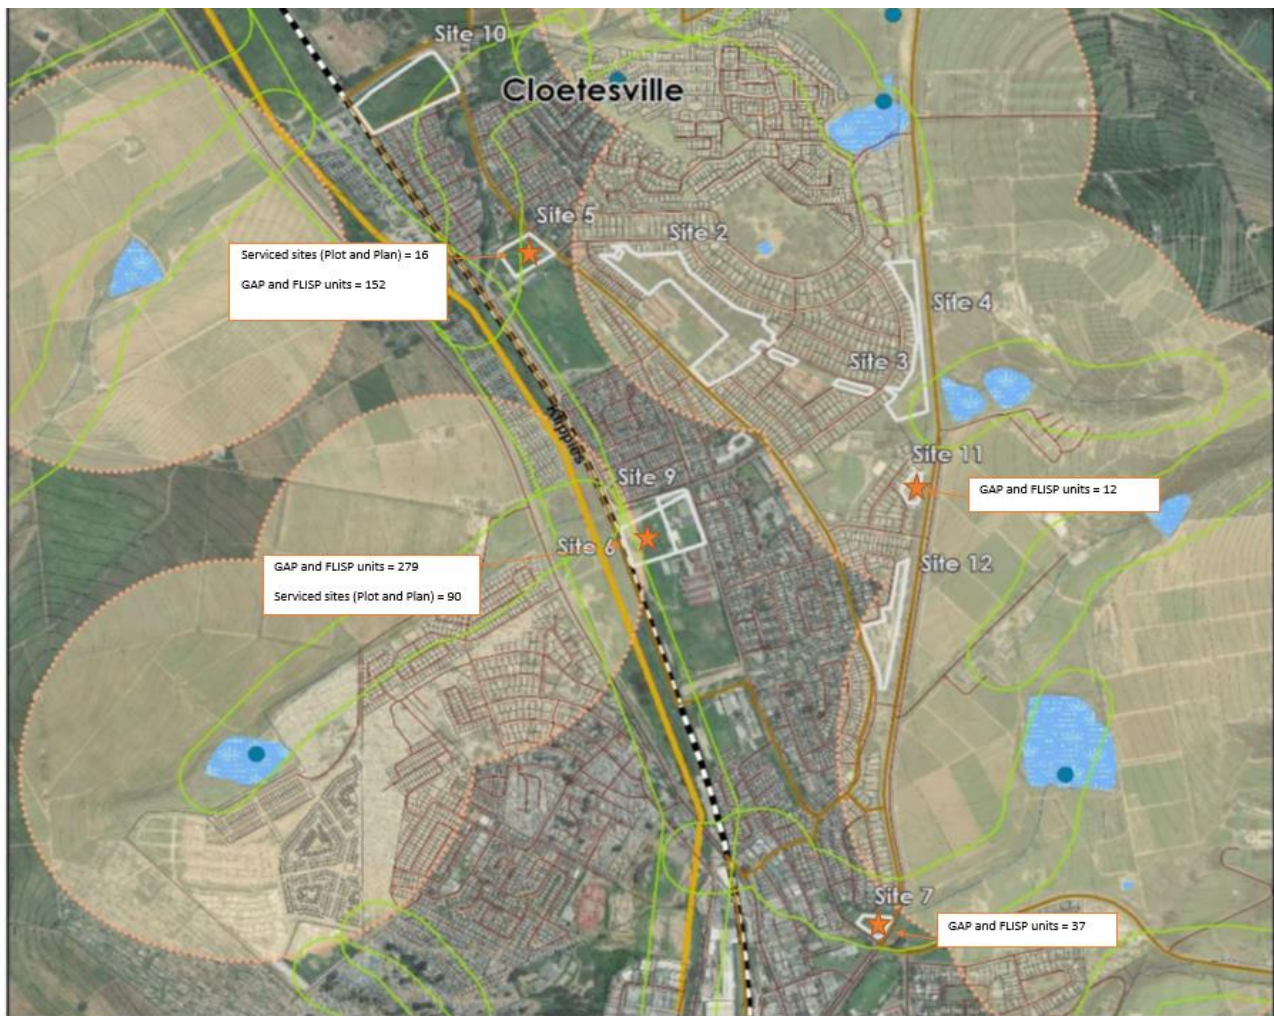 Site 10
Cloetesville
Site 5
Site 2
Serviced sites (Plot and Plan) = 16
GAP and FLISP units = 152
Site 4
Site 3
Site 11
Site 9
GAP and FLISP units = 12
Site 6
Site 12
GAP and FLISP units = 279
Serviced sites (Plot and Plan) = 90
Site 7
GAP and FLISP units = 37